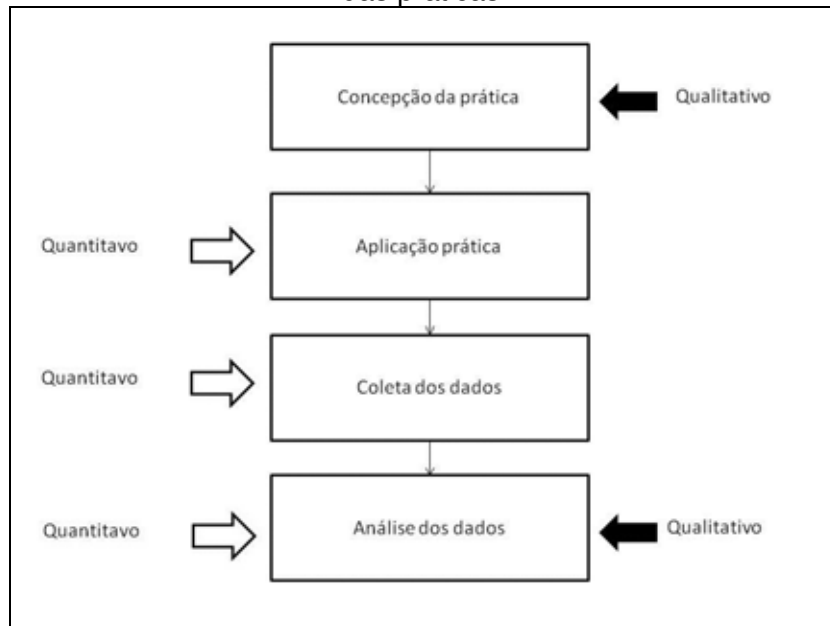 Concepção da prática
Qualitativo
Quantitavo
Aplicação prática
Quantitavo
Coleta dos dados
Quantitavo
Análise dos dados
Qualitativo